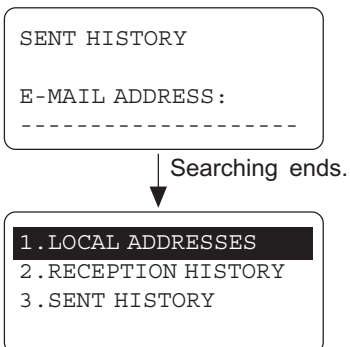 SENT HISTORY
E-MAIL ADDRESS:
--------------------
Searching ends.
1.LOCAL ADDRESSES
2.RECEPTION HISTORY
3.SENT HISTORY